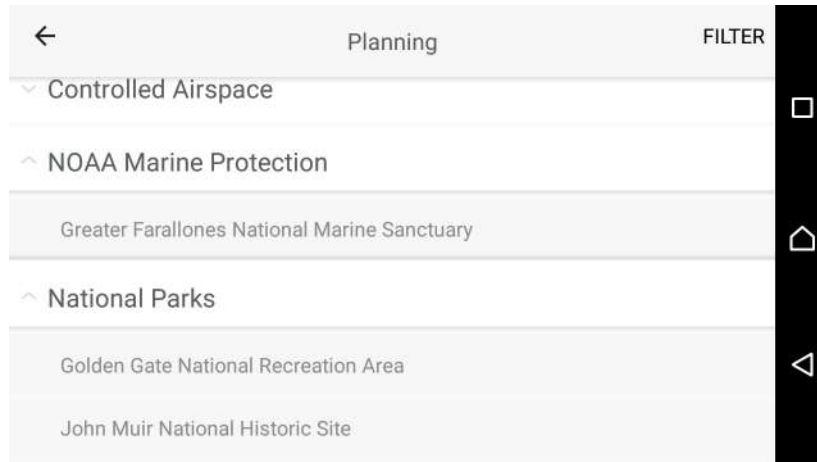 Planning
FILTER
Controlled Airspace
NOAA Marine Protection
Greater Farallones National Marine Sanctuary
National Parks
Golden Gate National Recreation Area
John Muir National Historic Site